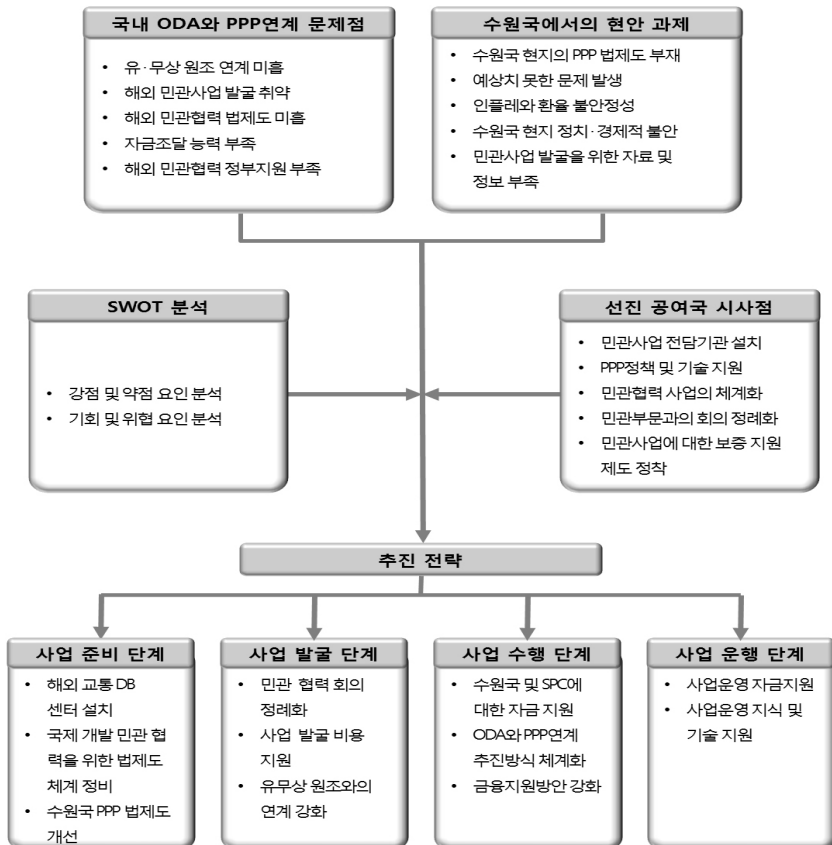 국내 ODA와 PPP연계 문제점
• 유·무상 원조 연계 미흡
• 해외 민관사업 발굴 취약
• 해외 민관협력 법제도 미흡
• 자금조달 능력 부족
• 해외 민관협력 정부지원 부족
수원국에서의 현안 과제
• 수원국 현지의 PPP 법제도 부재
• 예상치 못한 문제 발생
• 인플레와 환율 불안정성
• 수원국 현지 정치·경제적 불안
• 민관사업 발굴을 위한 자료 및
정보 부족
SWOT 분석
• 강점 및 약점 요인 분석
• 기회 및 위협 요인 분석
선진 공여국 시사점
• 민관사업 전담기관 설치
• PPP정책 및 기술 지원
• 민관협력 사업의 체계화
• 민관부문과의 회의 정례화
• 민관사업에 대한 보증 지원
제도 정착
추진 전략
사업 준비 단계
• 해외 교통 DB
센터 설치
• 국제 개발 민관 협
력을 위한 법제도
체계 정비
• 수원국 PPP 법제도
개선
사업 발굴 단계
• 민관 협력 회의
정례화
• 사업 발굴 비용
지원
• 유무상 원조와의
연계 강화
사업 수행 단계
• 수원국 및 SPC에
대한 자금 지원
• ODA와 PPP연계
추진방식 체계화
• 금융지원방안 강화
사업 운행 단계
• 사업운영 자금지원
• 사업운영 지식 및
기술 지원